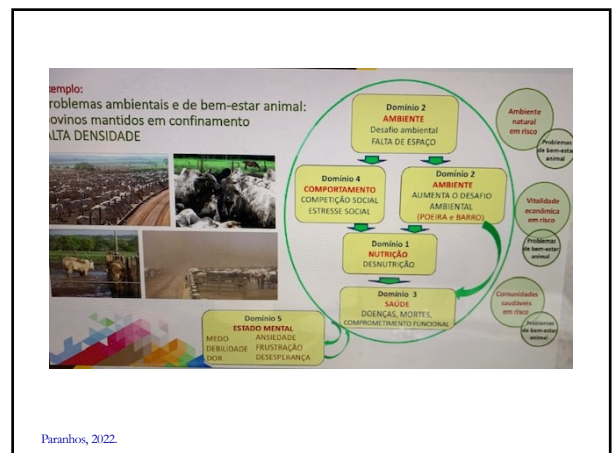 emplo:
roblemas ambientais e de bem-estar animal:
ovinos mantidos em confinamento
ALTA DENSIDADE
Domínio 2
AMBIENTE
Desafio ambiental
FALTA DE ESPAÇO
Domínio 4
COMPORTAMENTO
COMPETIÇÃO SOCIAL
ESTRESSE SOCIAL
Domínio 2
AMBIENTE
AUMENTA O DESAFIO
AMBIENTAL
(POEIRA e BARRO)
Domínio 1
NUTRIÇÃO
DESNUTRIÇÃO
Domínio 3
SAÚDE
DOENÇAS, MORTES,
COMPROMETIMENTO FUNCIONAL
Domínio 5
ESTADO MENTAL
MEDO ANSIEDADE
DEBILIDADE FRUSTRAÇÃO
DOR DESESPERANÇA
Ambiente
natural
em risco
Problemas
de bem-esta
animal
Vitalidade
econômica
em risco
Problemas
de bem-estar
animal
Comunidades
saudáveis
em risco
Problemas
de bem-estar
animal
Paranhos, 2022.